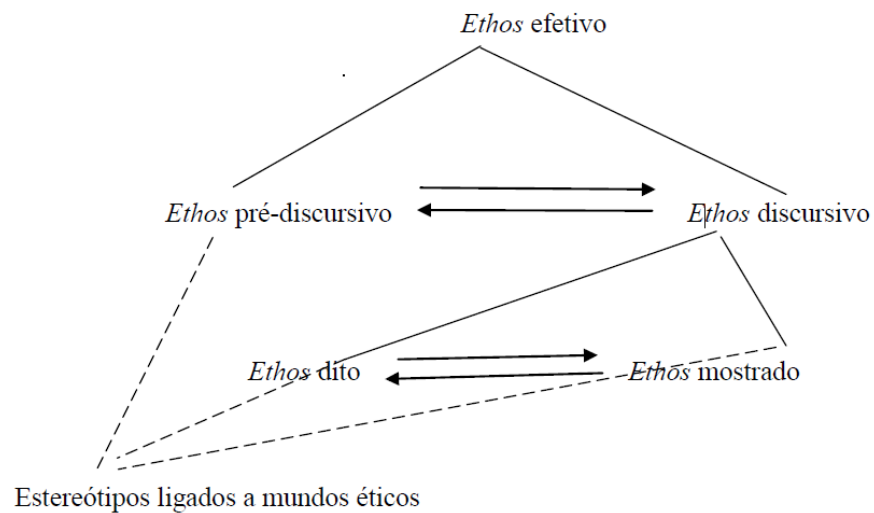 Ethos efetivo
Ethos pré-discursivo
Ethos discursivo
Ethos dito
Ethos mostrado
Estereótipos ligados a mundos éticos